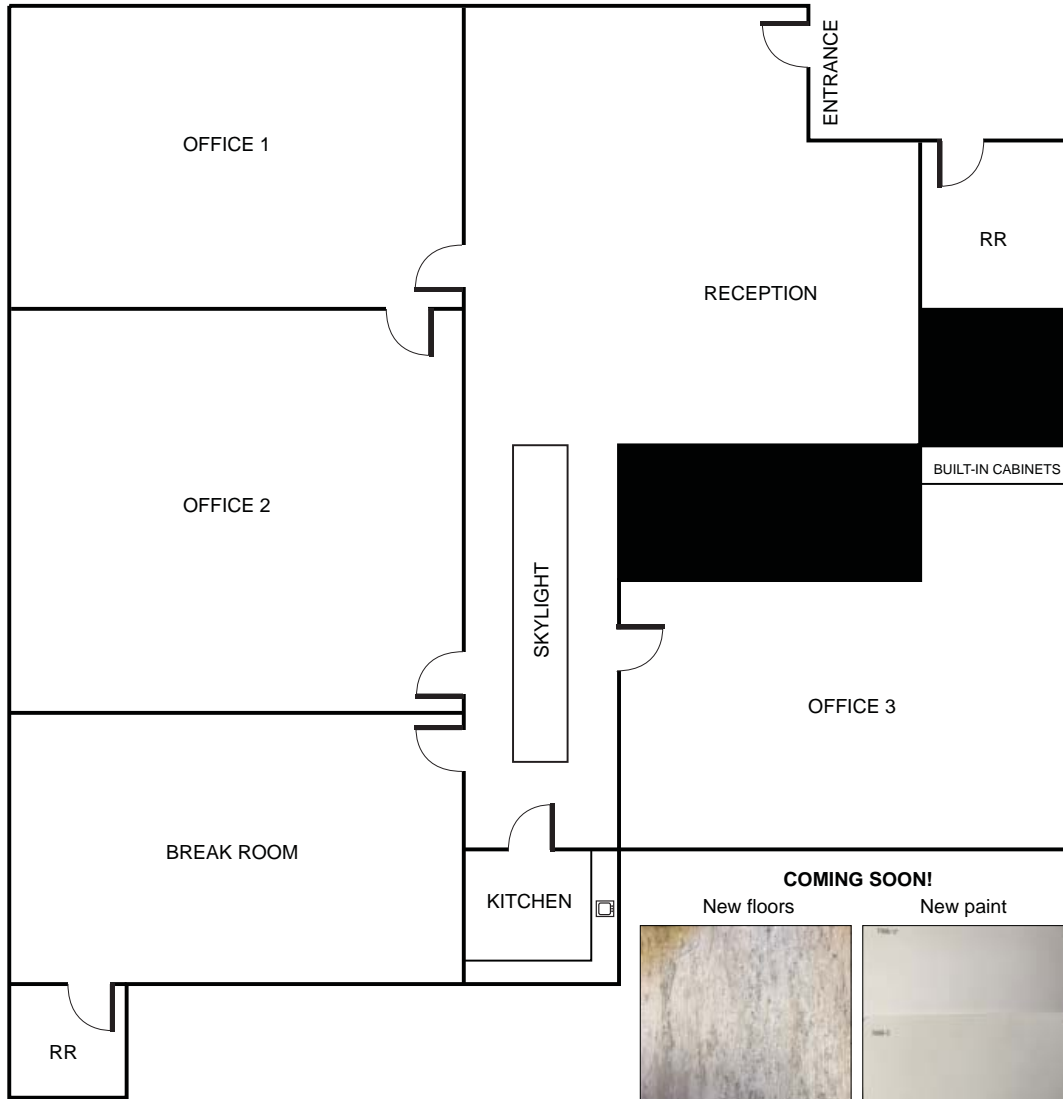 ENTRANCE
OFFICE 1
RR
RECEPTION
BUILT-IN CABINETS
OFFICE 2
SKYLIGHT
OFFICE 3
BREAK ROOM
KITCHEN
COMING SOON!
New floors
New paint
RR